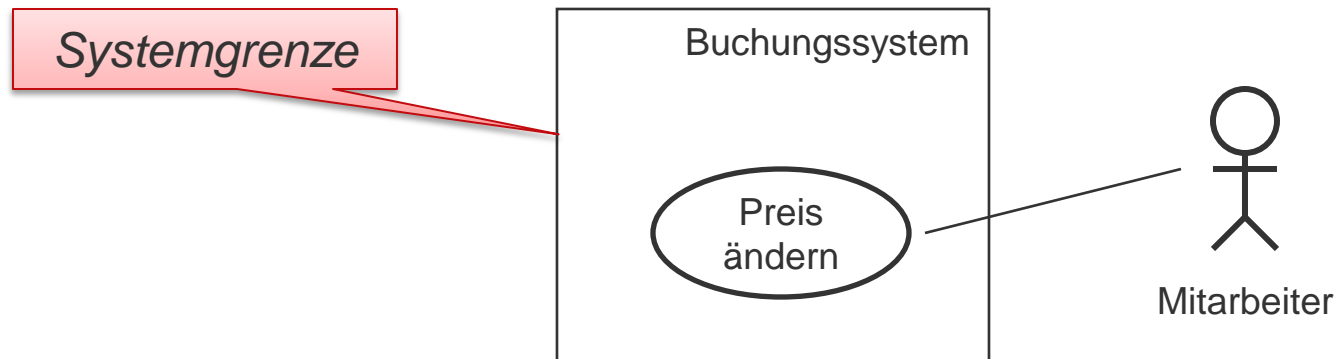 Systemgrenze
Buchungssystem
Preis
ändern
Mitarbeiter